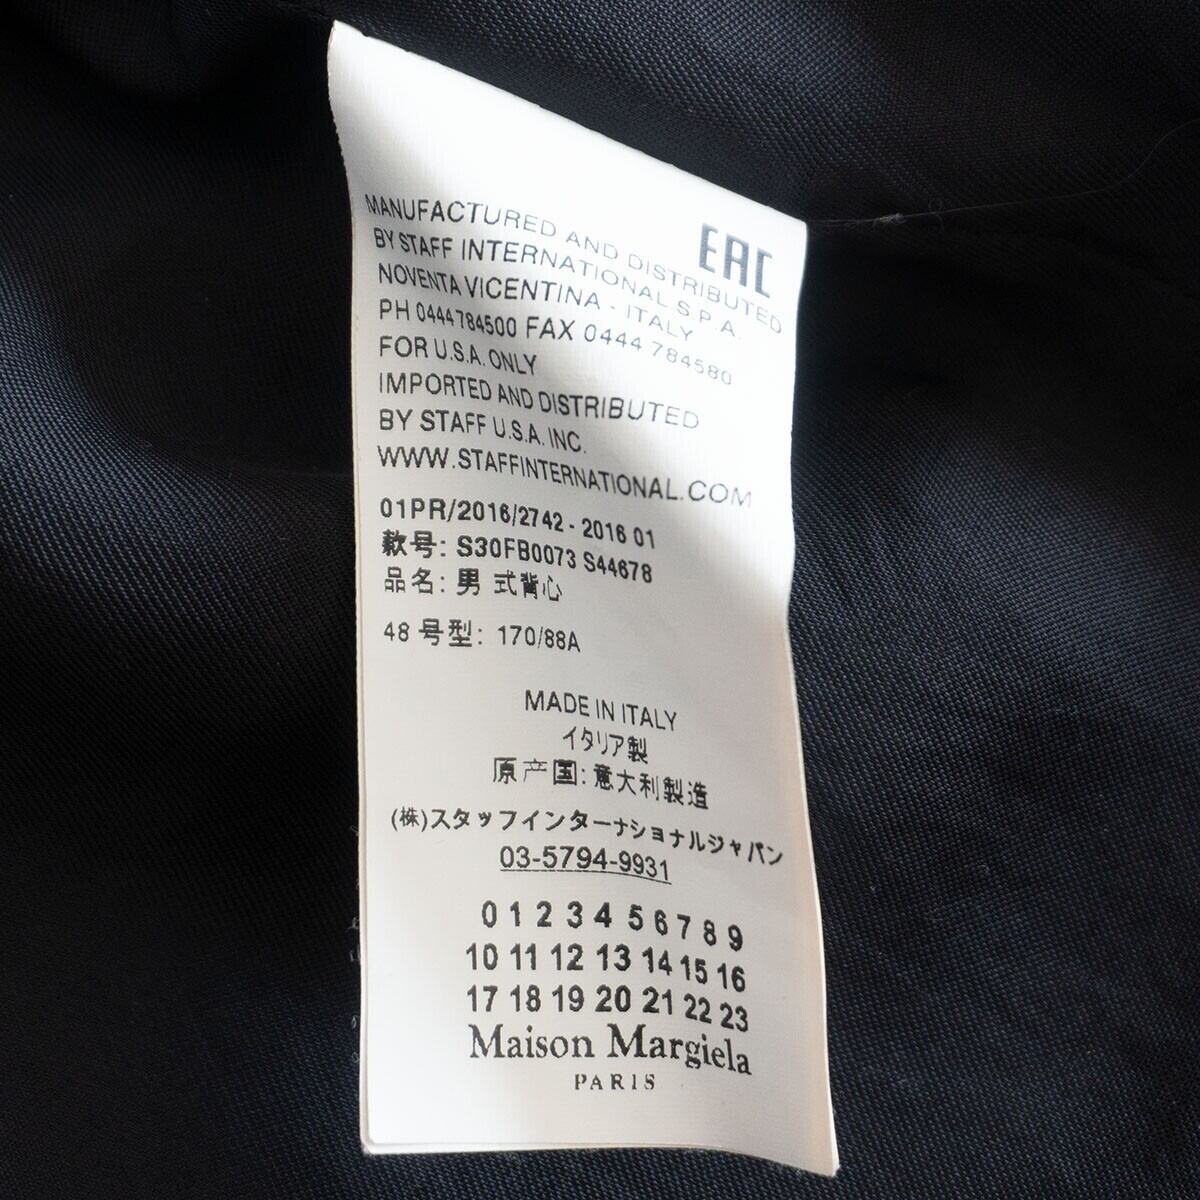 EAC
MANUFACTURED AND DISTRIBUTED
BY STAFF INTERNATIONAL S.P.A.
NOVENTA VICENTINA - ITALY
PH 0444784500 FAX 0444 784580
FOR U.S.A. ONLY
IMPORTED AND DISTRIBUTED
BY STAFF U.S.A. INC.
WWW.STAFFINTERNATIONAL.COM
01PR/2016/2742 - 2016 01
款号: S30FB0073 S44678
品名: 男 式背心
48 号型: 170/88A
MADE IN ITALY
イタリア製
原产国: 意大利製造
(株)スタッフインターナショナルジャパン
03-5794-9931
0 1 2 3 4 5 6 7 8 9
10 11 12 13 14 15 16
17 18 19 20 21 22 23
Maison Margiela
PARIS